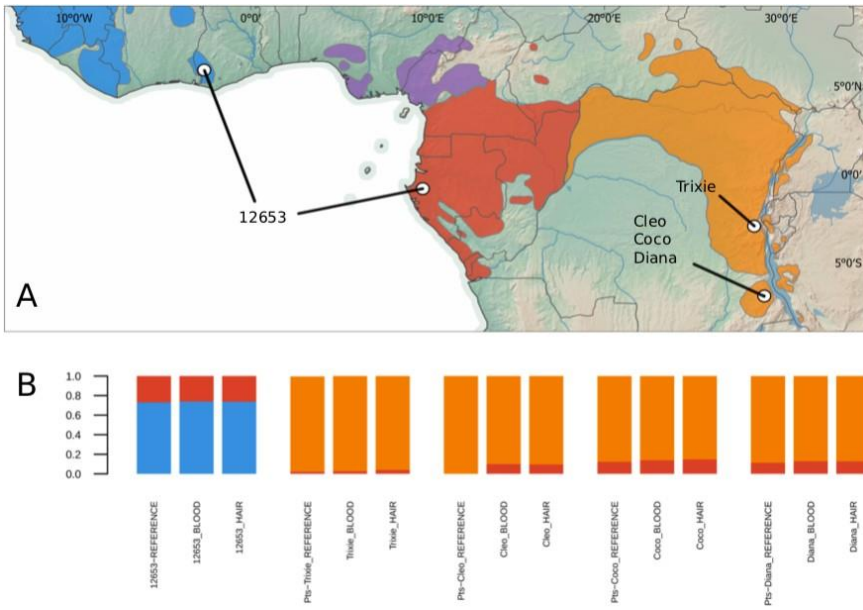 10°0'W
0°0'
10°0'E
20°0'E
30°0'E
5°0'N
0°0'
5°0'S
12653
Trixie
Cleo
Coco
Diana
A
B
1.0
0.8
0.6
0.4
0.2
0.0
12653-REFERENCE
12653_BLOOD
12653_HAIR
Pts-Trixie_REFERENCE
Trixie_BLOOD
Trixie_HAIR
Pts-Cleo_REFERENCE
Cleo_BLOOD
Cleo_HAIR
Pts-Coco_REFERENCE
Coco_BLOOD
Coco_HAIR
Pts-Diana_REFERENCE
Diana_BLOOD
Diana_HAIR